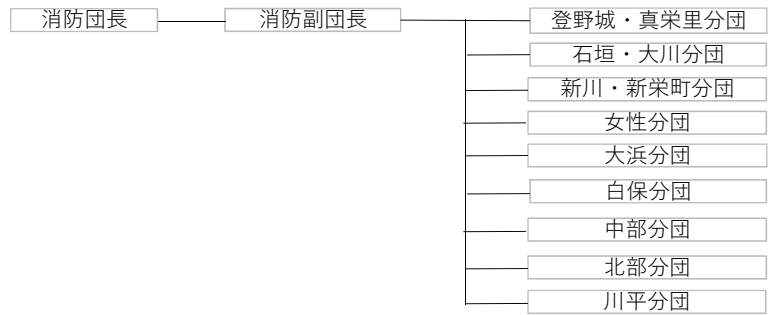 消防団長
消防副団長
登野城・真栄里分団
石垣・大川分団
新川・新栄町分団
女性分団
大浜分団
白保分団
中部分団
北部分団
川平分団